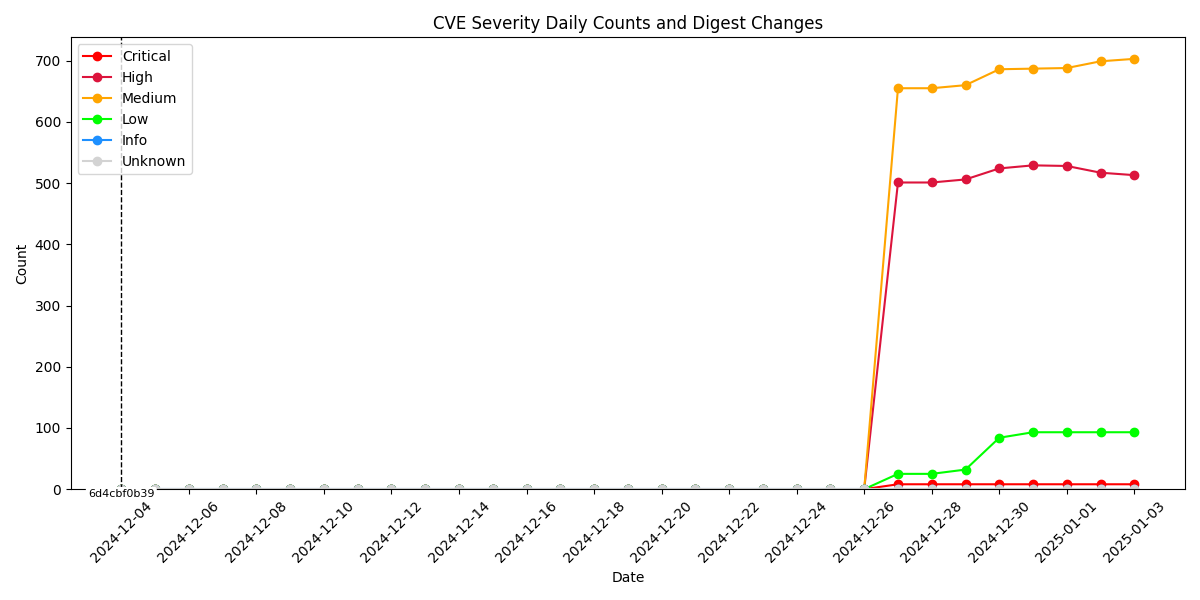 CVE Severity Daily Counts and Digest Changes
Critical
High
Medium
Low
Info
Unknown
Count
700
600
500
400
300
200
100
0
6d4cbf0b39
2024-12-04
2024-12-06
2024-12-08
2024-12-10
2024-12-12
2024-12-14
2024-12-16
2024-12-18
2024-12-20
2024-12-22
2024-12-24
2024-12-26
2024-12-28
2024-12-30
2025-01-01
2025-01-03
Date